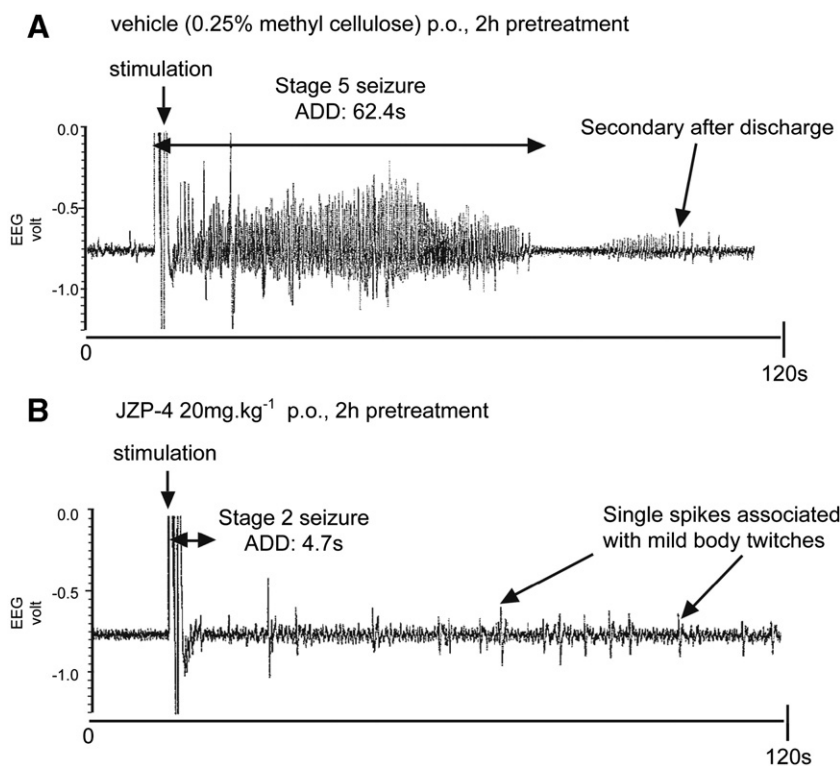 A
vehicle (0.25% methyl cellulose) p.o., 2h pretreatment
stimulation
Stage 5 seizure
ADD: 62.4s
Secondary after discharge
0.0
-0.5
-1.0
EEG
volt
0
120s
B
JZP-4 20mg.kg⁻¹ p.o., 2h pretreatment
stimulation
Stage 2 seizure
ADD: 4.7s
Single spikes associated
with mild body twitches
0.0
-0.5
-1.0
EEG
volt
0
120s